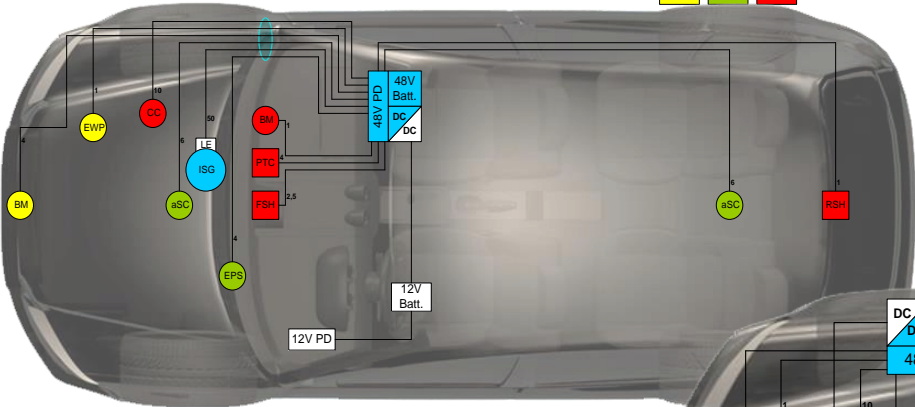 10
1
4
EWP
CC
6
50
LE
ISG
BM
1
PTC
4
FSH
2,5
BM
aSC
4
EPS
48V PD
48V
Batt.
DC
DC
12V
Batt.
12V PD
6
aSC
1
RSH
DC
1
10